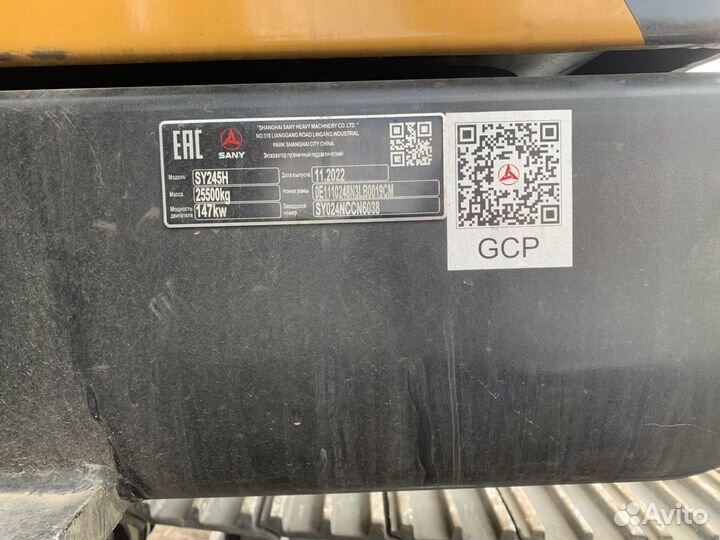 EAC
SANY
"SHANGHAI SANY HEAVY MACHINERY CO.LTD."
NO.318 LIANGGANG ROAD LINGANG INDUSTRIAL
PARK SHANGHAI CITY CHINA.
Экскаватор гусеничный гидравлический
Модель SY245H Дата выпуска 11.2022
Масса 25500kg Номер рамы 0E1110248N3LB0019CM
Мощность двигателя 147kw Заводской номер SY024NCCN6038
GCP
Avito